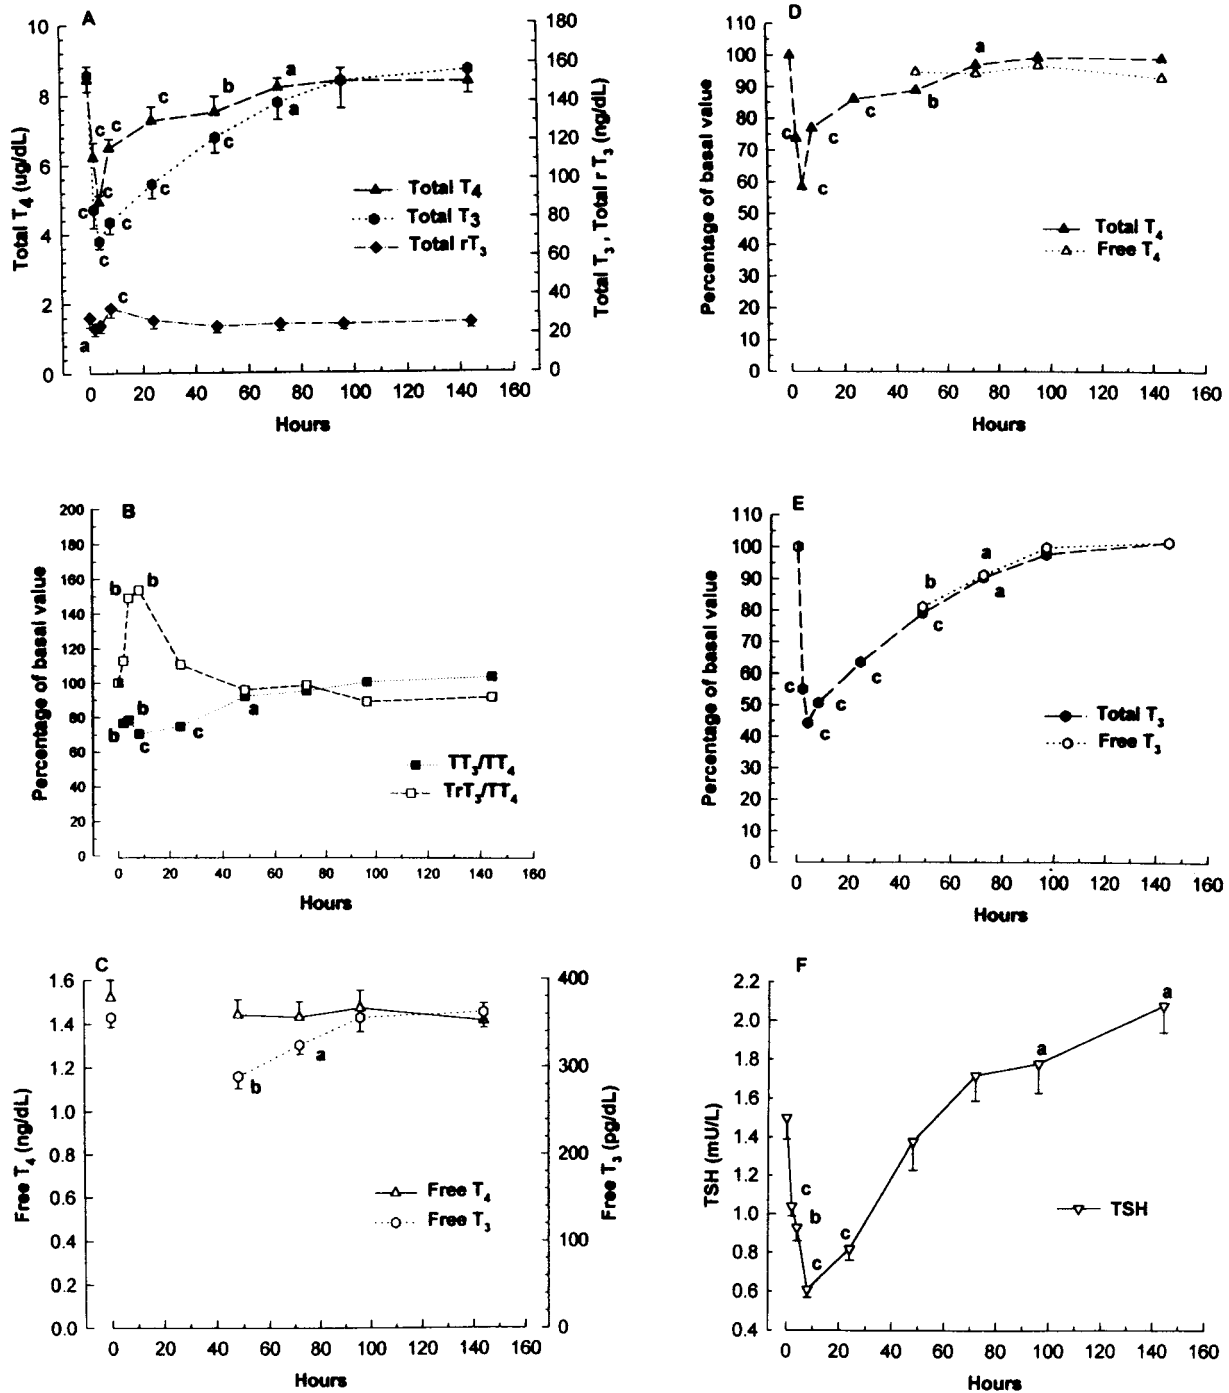 A
Total T4 (ug/dL)
10
8
6
4
2
0
180
160
140
120
100
80
60
40
20
0
Total T3 , Total r T3 (ng/dL)
c
c
c
b
a
c
c
c
c
c
c
a
c
a
Total T4
Total T3
Total rT3
0 20 40 60 80 100 120 140 160
Hours
D
Percentage of basal value
110
100
90
80
70
60
50
40
30
20
10
0
c
c
c
c
b
a
Total T4
Free T4
0 20 40 60 80 100 120 140 160
Hours
B
Percentage of basal value
200
180
160
140
120
100
80
60
40
20
0
b
b
b
b
c
c
a
TT3/TT4
TrT3/TT4
0 20 40 60 80 100 120 140 160
Hours
E
Percentage of basal value
110
100
90
80
70
60
50
40
30
20
10
0
c
c
c
c
b
c
a
a
Total T3
Free T3
0 20 40 60 80 100 120 140 160
Hours
C
Free T4 (ng/dL)
1.6
1.4
1.2
1.0
0.8
0.6
0.4
0.2
0.0
400
300
200
100
0
Free T3 (pg/dL)
b
a
Free T4
Free T3
0 20 40 60 80 100 120 140 160
Hours
F
TSH (mU/L)
2.2
2.0
1.8
1.6
1.4
1.2
1.0
0.8
0.6
0.4
c
b
c
c
a
a
TSH
0 20 40 60 80 100 120 140 160
Hours